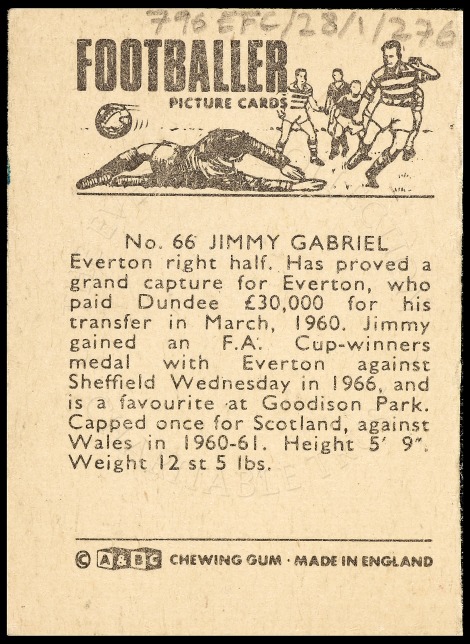 796 EFC/28/1/276
FOOTBALLER
PICTURE CARDS
No. 66 JIMMY GABRIEL
Everton right half. Has proved a
grand capture for Everton, who
paid Dundee £30,000 for his
transfer in March, 1960. Jimmy
gained an F.A. Cup-winners
medal with Everton against
Sheffield Wednesday in 1966, and
is a favourite at Goodison Park.
Capped once for Scotland, against
Wales in 1960-61. Height 5' 9".
Weight 12 st 5 lbs.
© A&BC CHEWING GUM · MADE IN ENGLAND